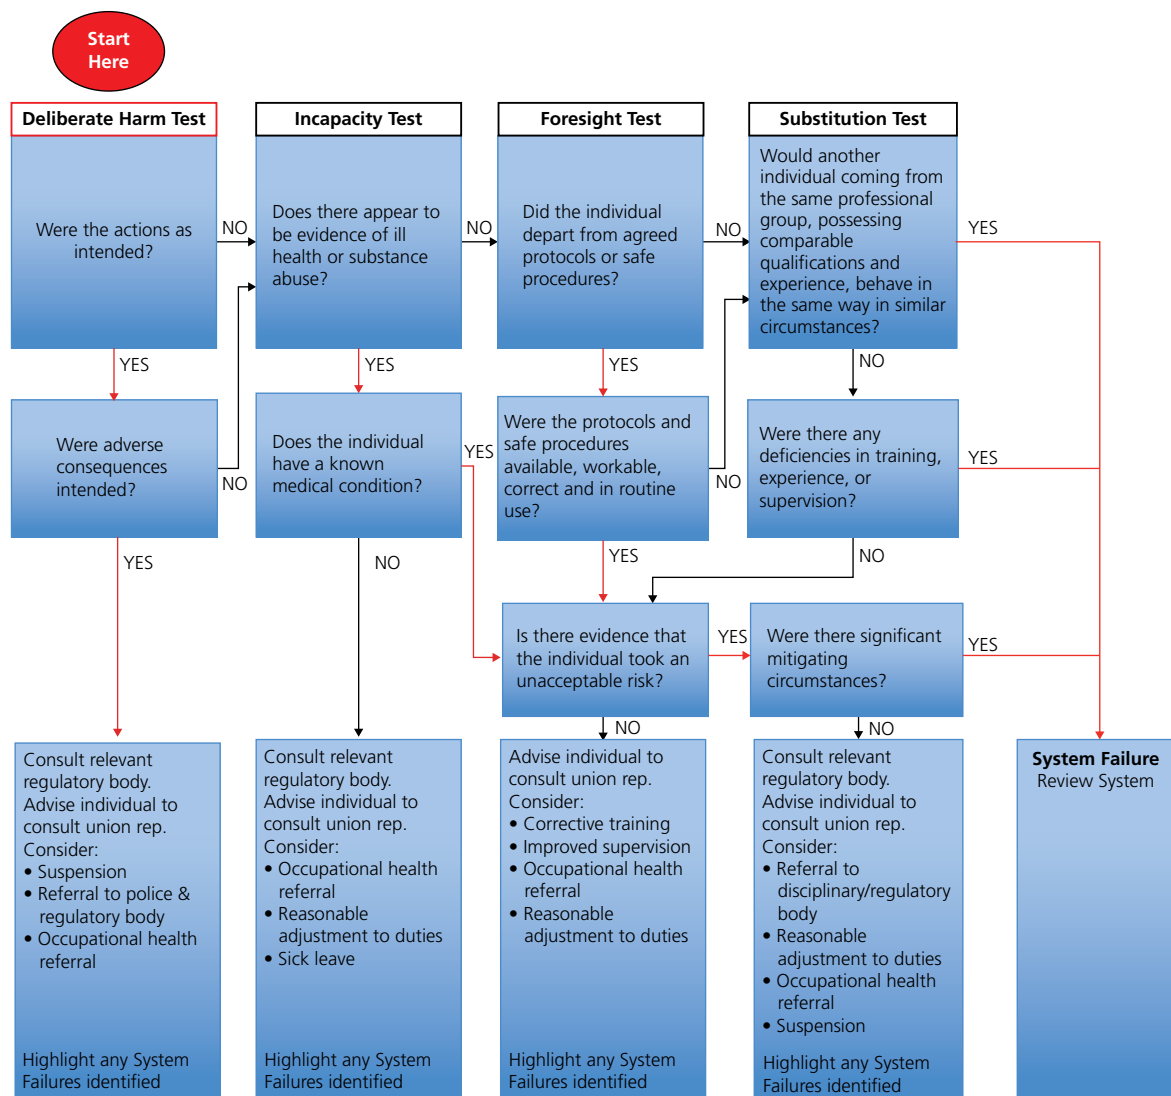 Start
Here
Deliberate Harm Test
Incapacity Test
Foresight Test
Substitution Test
Were the actions as
intended?
NO
Does there appear to
be evidence of ill
health or substance
abuse?
NO
Did the individual
depart from agreed
protocols or safe
procedures?
NO
Would another
individual coming from
the same professional
group, possessing
comparable
qualifications and
experience, behave in
the same way in similar
circumstances?
YES
YES
YES
YES
NO
Were adverse
consequences
intended?
NO
Does the individual
have a known
medical condition?
YES
Were the protocols and
safe procedures
available, workable,
correct and in routine
use?
NO
Were there any
deficiencies in training,
experience, or
supervision?
YES
YES
NO
YES
NO
Is there evidence that
the individual took an
unacceptable risk?
YES
Were there significant
mitigating
circumstances?
YES
NO
NO
Consult relevant
regulatory body.
Advise individual to
consult union rep.
Consider:
• Suspension
• Referral to police &
regulatory body
• Occupational health
referral
Highlight any System
Failures identified
Consult relevant
regulatory body.
Advise individual to
consult union rep.
Consider:
• Occupational health
referral
• Reasonable
adjustment to duties
• Sick leave
Highlight any System
Failures identified
Advise individual to
consult union rep.
Consider:
• Corrective training
• Improved supervision
• Occupational health
referral
• Reasonable
adjustment to duties
Highlight any System
Failures identified
Consult relevant
regulatory body.
Advise individual to
consult union rep.
Consider:
• Referral to
disciplinary/regulatory
body
• Reasonable
adjustment to duties
• Occupational health
referral
• Suspension
Highlight any System
Failures identified
System Failure
Review System